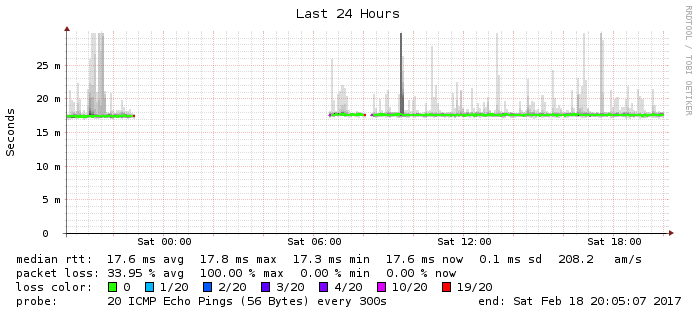 Last 24 Hours
RRDTOOL / TOBI OETIKER
Seconds
25 m
20 m
15 m
10 m
5 m
0
Sat 00:00 Sat 06:00 Sat 12:00 Sat 18:00
median rtt: 17.6 ms avg 17.8 ms max 17.3 ms min 17.6 ms now 0.1 ms sd 208.2 am/s
packet loss: 33.95 % avg 100.00 % max 0.00 % min 0.00 % now
loss color: 0 1/20 2/20 3/20 4/20 10/20 19/20
probe: 20 ICMP Echo Pings (56 Bytes) every 300s end: Sat Feb 18 20:05:07 2017